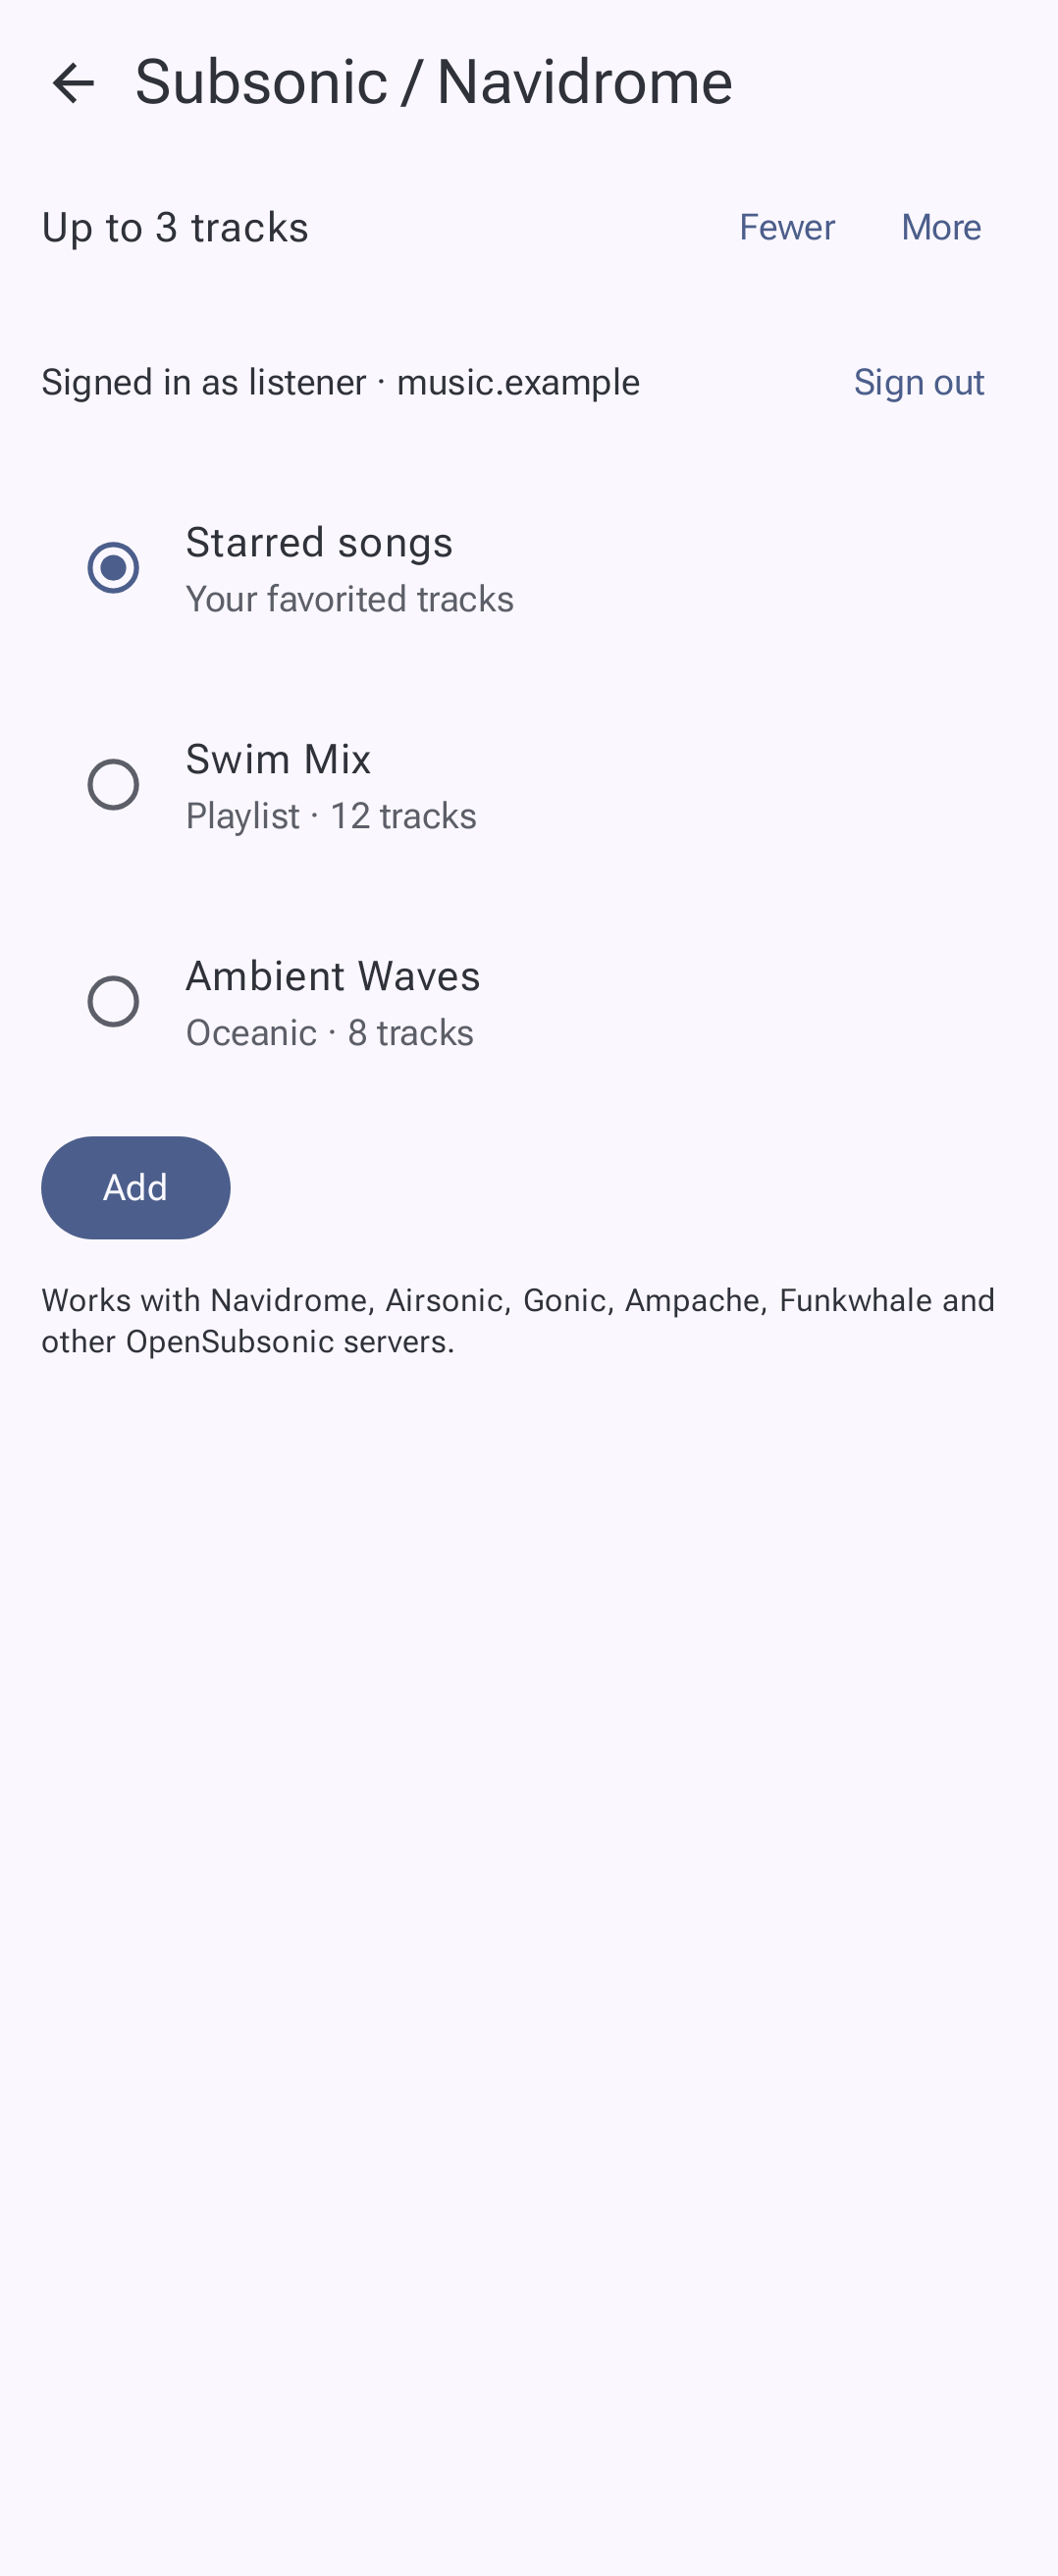 Subsonic / Navidrome
Up to 3 tracks
Fewer
More
Signed in as listener · music.example
Sign out
Starred songs
Your favorited tracks
Swim Mix
Playlist · 12 tracks
Ambient Waves
Oceanic · 8 tracks
Add
Works with Navidrome, Airsonic, Gonic, Ampache, Funkwhale and
other OpenSubsonic servers.